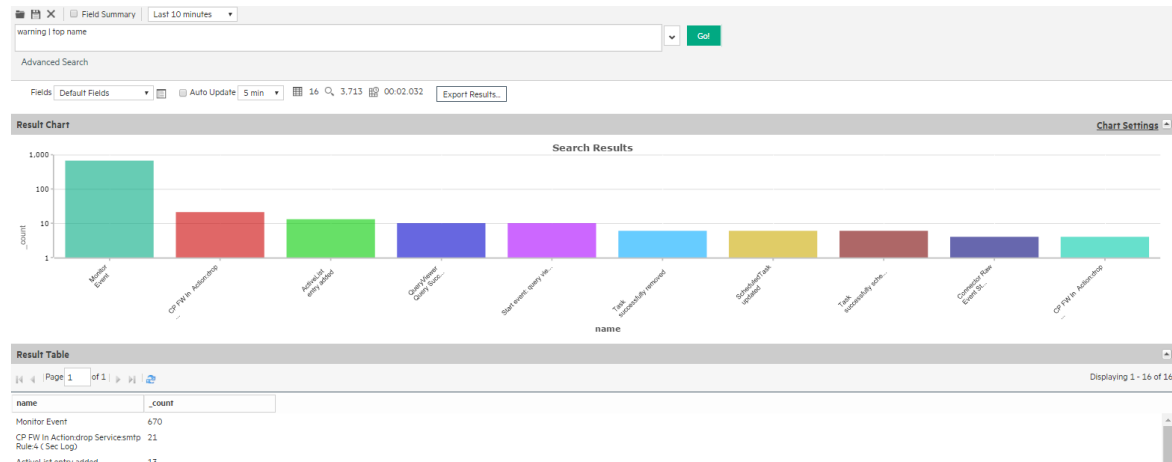 Field Summary Last 10 minutes
warning | top name
Go!
Advanced Search
Fields Default Fields Auto Update 5 min 16 3,713 00:02.032 Export Results...
Result Chart Chart Settings
Search Results
1,000
100
10
1
_count
Monitor
Event
CP FW In Action:drop
...
ActiveList
entry added
QueryViewer
Query Succ...
Start event: query vie...
Task
successfully removed
ScheduledTask
updated
Task
successfully sche...
Connector Raw
Event St...
CP FW In Action:drop
...
name
Result Table
Page 1 of 1 Displaying 1 - 16 of 16
name _count
Monitor Event 670
CP FW In Action:drop Service:smtp 21
Rule:4 ( Sec Log)
ActiveList entry added 13